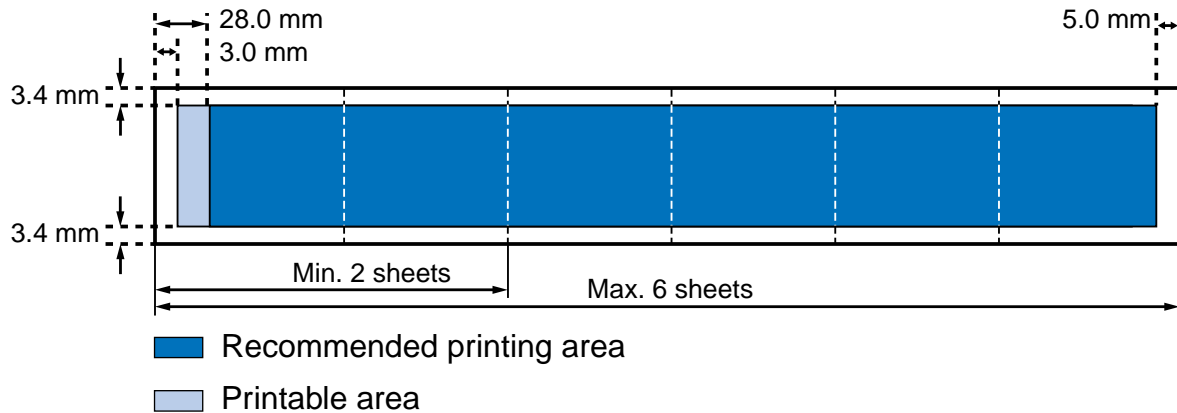 28.0 mm
5.0 mm
3.0 mm
3.4 mm
3.4 mm
Min. 2 sheets
Max. 6 sheets
Recommended printing area
Printable area